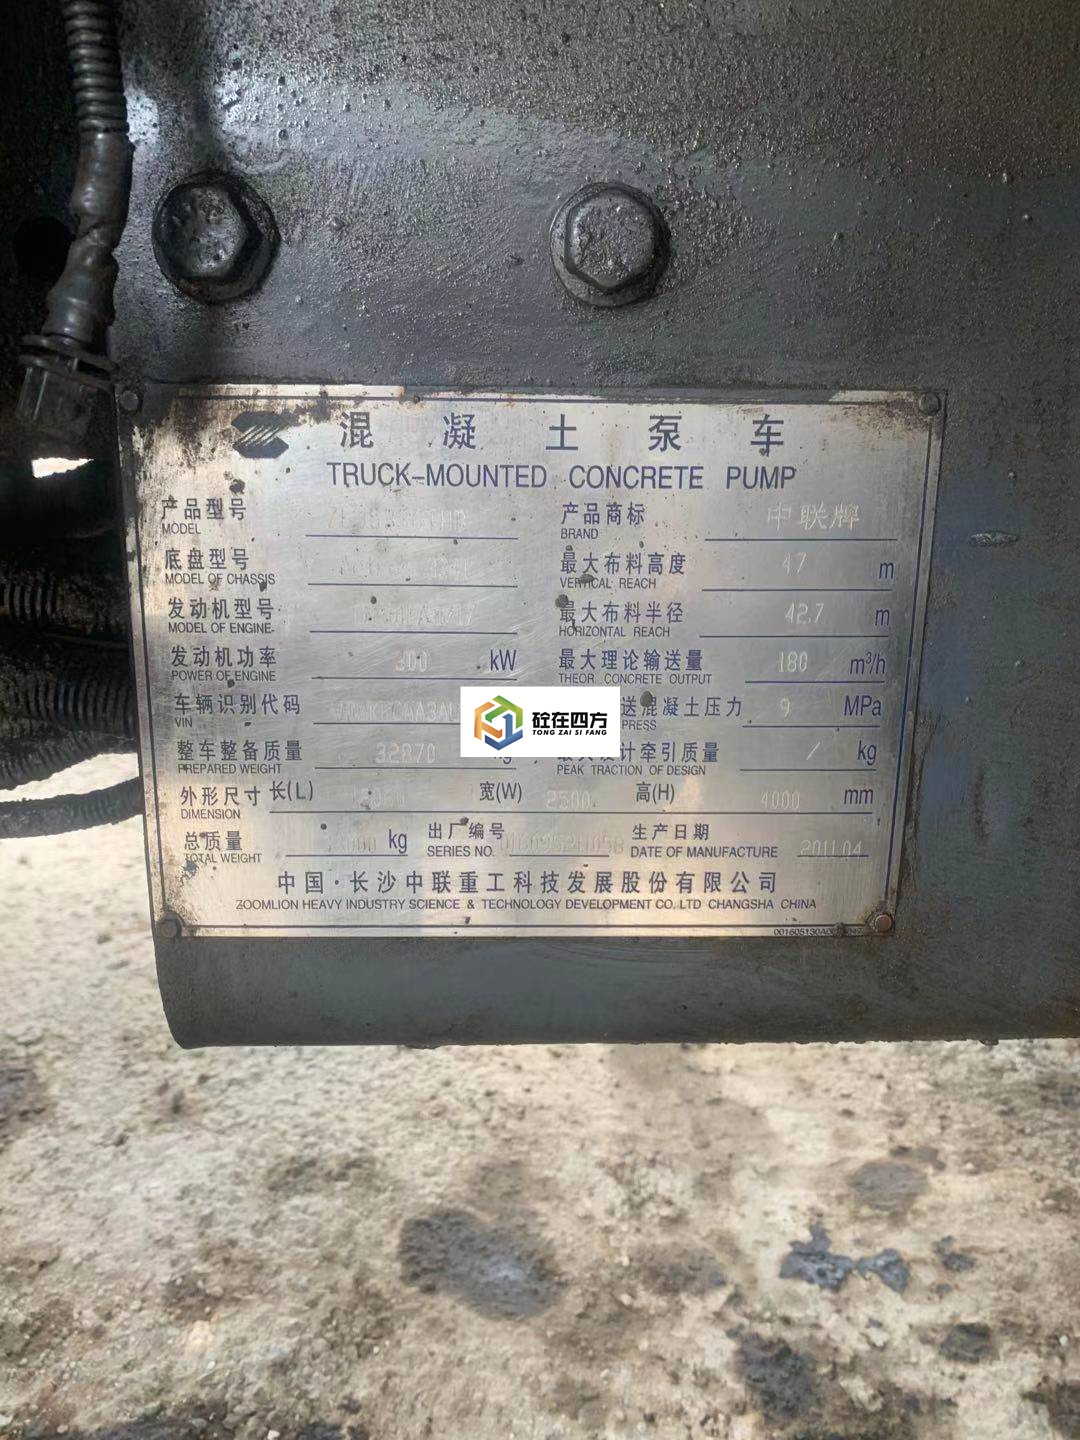 混凝土泵车
TRUCK-MOUNTED CONCRETE PUMP
产品型号
MODEL
产品商标 中联牌
BRAND
底盘型号
MODEL OF CHASSIS
最大布料高度 47 m
VERTICAL REACH
发动机型号
MODEL OF ENGINE
最大布料半径 42.7 m
HORIZONTAL REACH
发动机功率 300 kW
POWER OF ENGINE
最大理论输送量 180 m³/h
THEOR. CONCRETE OUTPUT
车辆识别代码
VIN
送混凝土压力 9 MPa
PRESS
整车整备质量 32870 kg
PREPARED WEIGHT
计牵引质量 / kg
PEAK TRACTION OF DESIGN
外形尺寸 长(L) 宽(W) 2500 高(H) 4000 mm
DIMENSION
总质量 kg 出厂编号 生产日期
TOTAL WEIGHT SERIES NO. DATE OF MANUFACTURE 2011.04
中国·长沙中联重工科技发展股份有限公司
ZOOMLION HEAVY INDUSTRY SCIENCE & TECHNOLOGY DEVELOPMENT CO., LTD CHANGSHA CHINA
砼在四方
TONG ZAI SI FANG